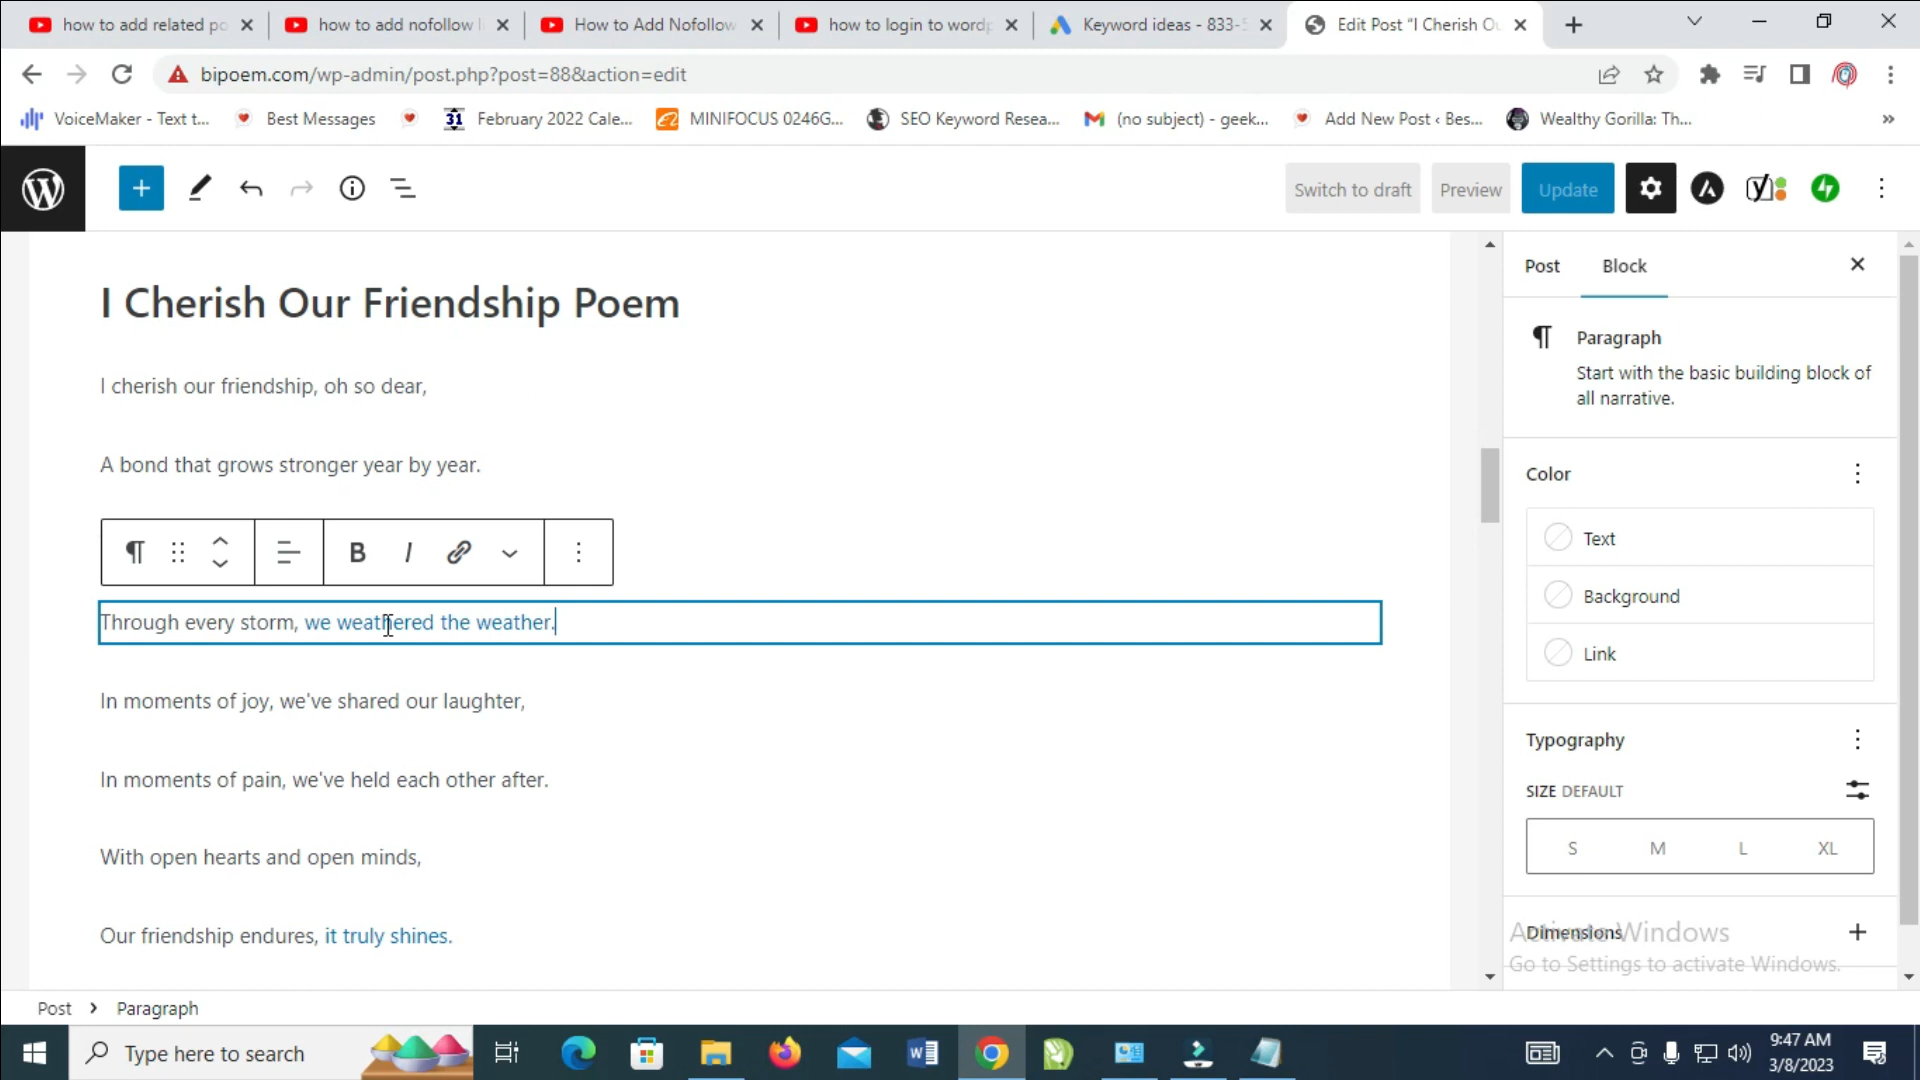 how to add related po
how to add nofollow l
How to Add Nofollow
how to login to wordp
Keyword ideas - 833-5
Edit Post “I Cherish Ou
bipoem.com/wp-admin/post.php?post=88&action=edit
VoiceMaker - Text t...
Best Messages
31
February 2022 Cale...
MINIFOCUS 0246G...
SEO Keyword Resea...
(no subject) - geek...
Add New Post ‹ Bes...
Wealthy Gorilla: Th...
»
Switch to draft
Preview
Update
I Cherish Our Friendship Poem
I cherish our friendship, oh so dear,
A bond that grows stronger year by year.
B I
Through every storm, we weathered the weather.
In moments of joy, we've shared our laughter,
In moments of pain, we've held each other after.
With open hearts and open minds,
Our friendship endures, it truly shines.
Post
Block
Paragraph
Start with the basic building block of
all narrative.
Color
Text
Background
Link
Typography
SIZE DEFAULT
S M L XL
Dimensions
Activate Windows
Go to Settings to activate Windows.
Post › Paragraph
Type here to search
9:47 AM
3/8/2023